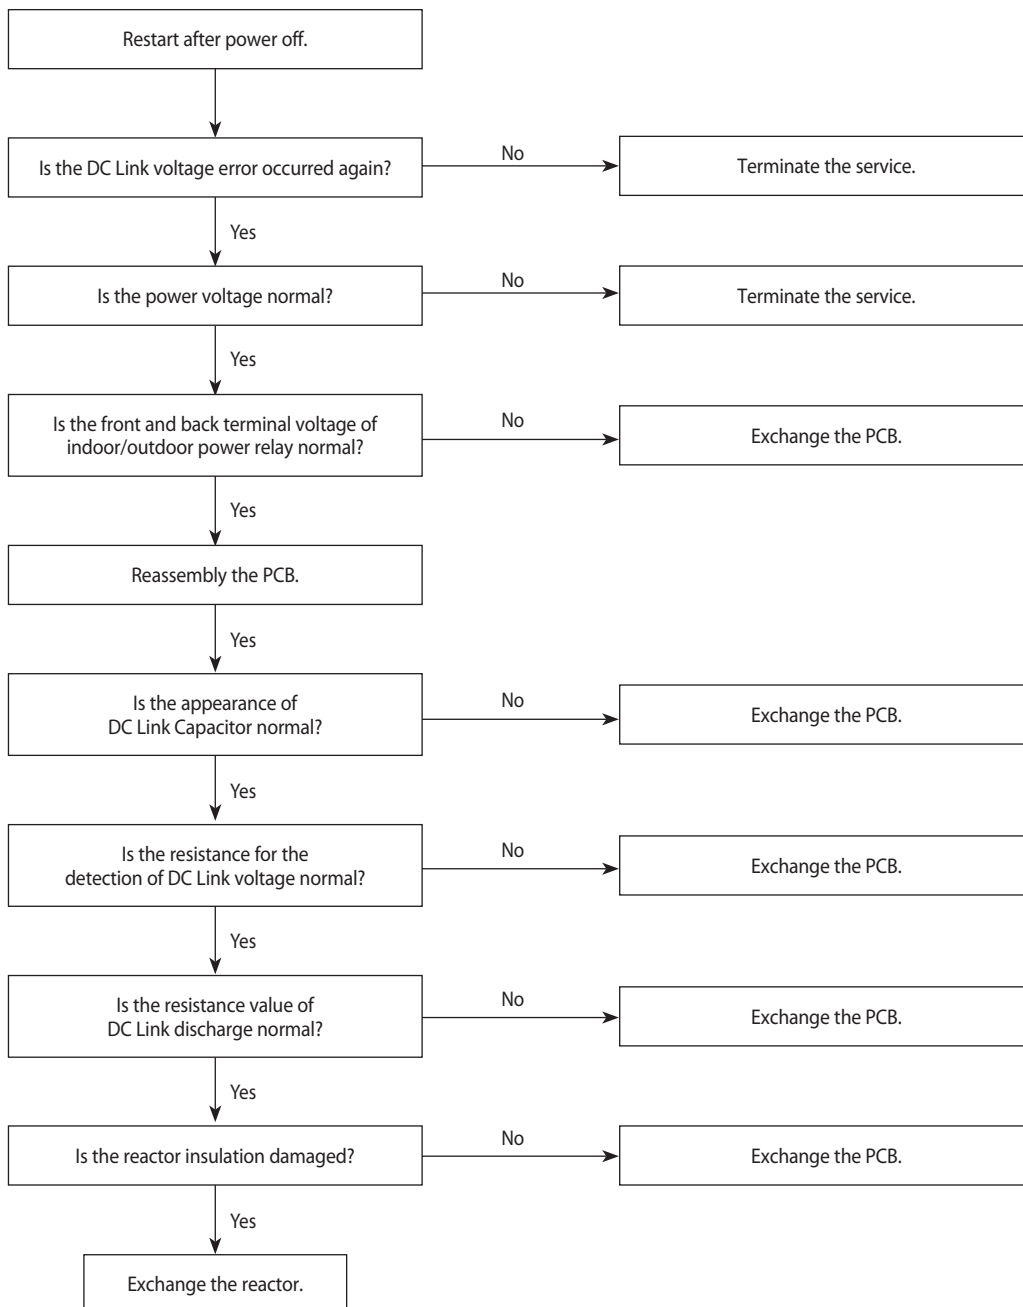 Restart after power off.
Is the DC Link voltage error occurred again?
No
Terminate the service.
Yes
Is the power voltage normal?
No
Terminate the service.
Yes
Is the front and back terminal voltage of
indoor/outdoor power relay normal?
No
Exchange the PCB.
Yes
Reassembly the PCB.
Yes
Is the appearance of
DC Link Capacitor normal?
No
Exchange the PCB.
Yes
Is the resistance for the
detection of DC Link voltage normal?
No
Exchange the PCB.
Yes
Is the resistance value of
DC Link discharge normal?
No
Exchange the PCB.
Yes
Is the reactor insulation damaged?
No
Exchange the PCB.
Yes
Exchange the reactor.